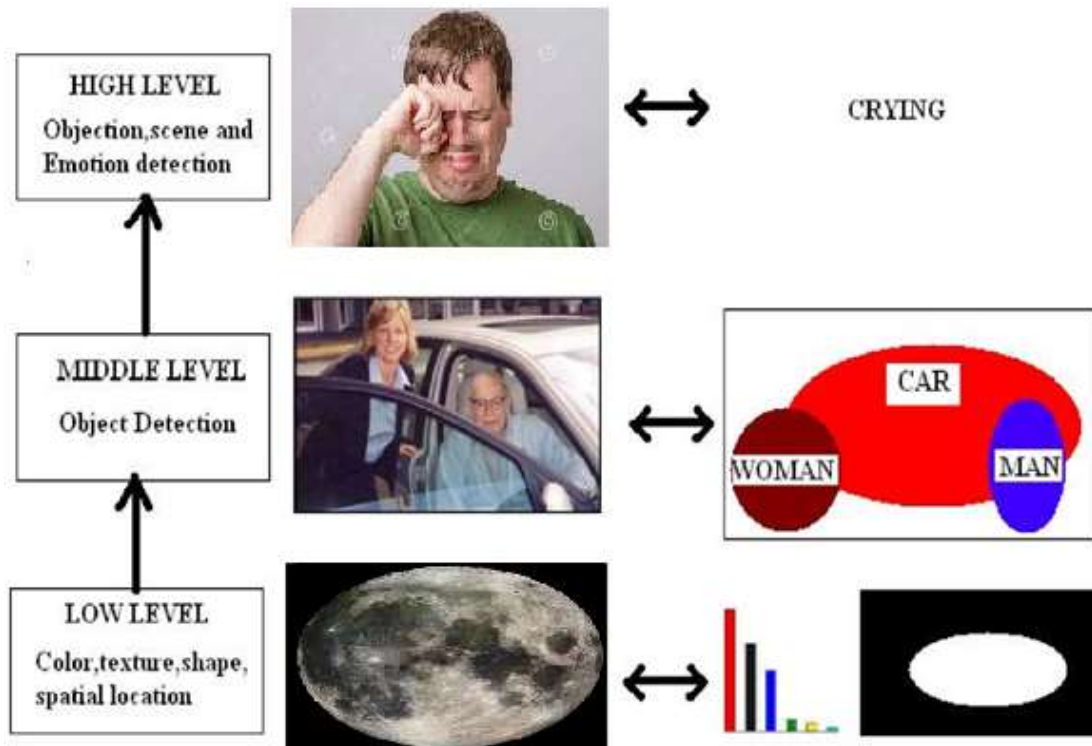 HIGH LEVEL
Objection,scene and
Emotion detection
©
©
©
©
CRYING
MIDDLE LEVEL
Object Detection
CAR
WOMAN
MAN
LOW LEVEL
Color,texture,shape,
spatial location